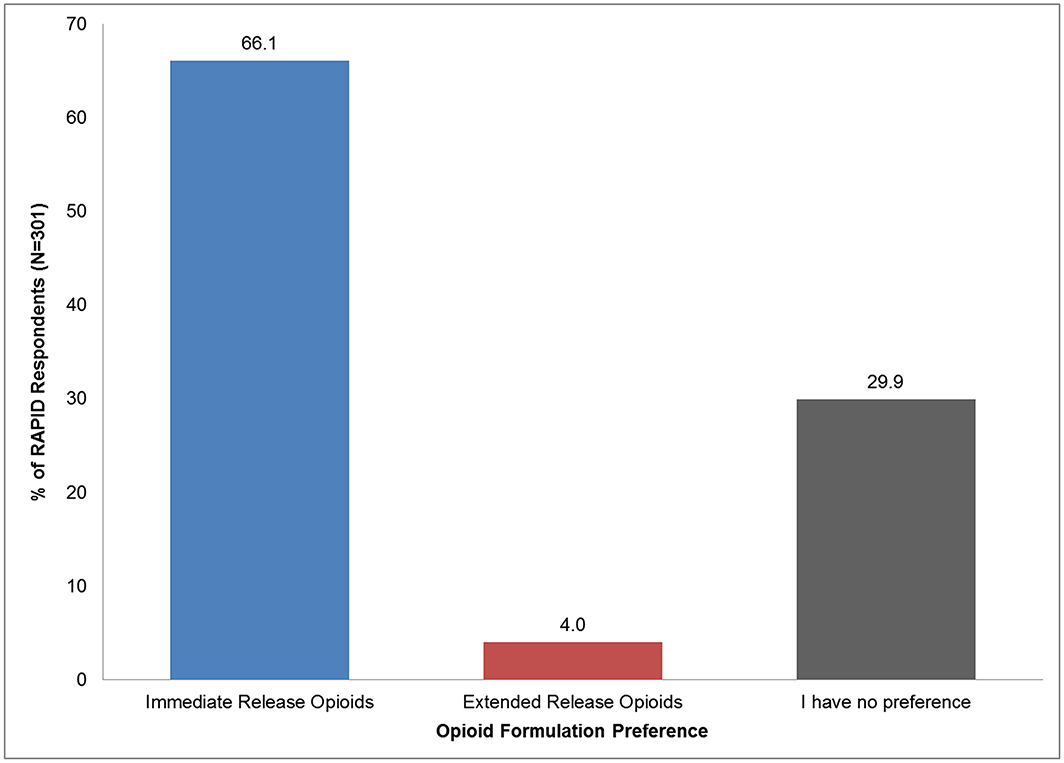 % of RAPID Respondents (N=301)
70
60
50
40
30
20
10
0
66.1
4.0
29.9
Immediate Release Opioids
Extended Release Opioids
I have no preference
Opioid Formulation Preference